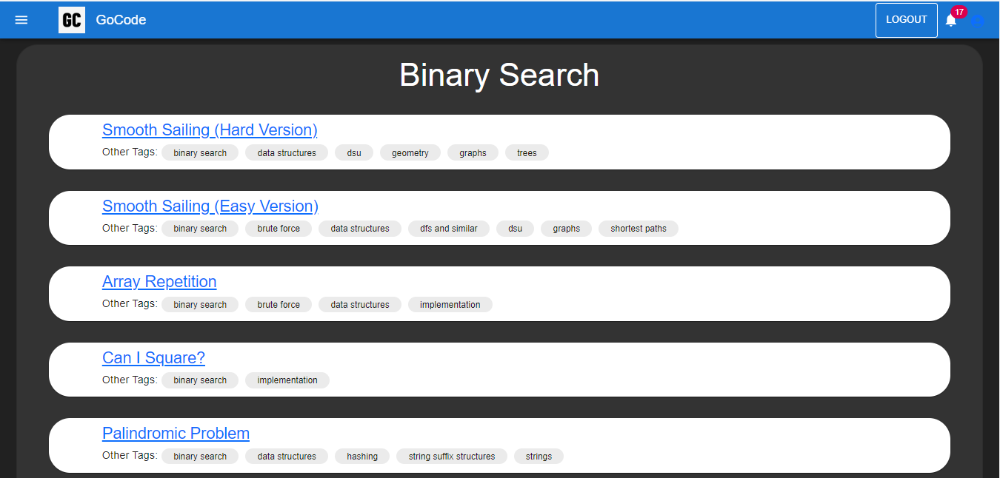 GC GoCode LOGOUT 17
Binary Search
Smooth Sailing (Hard Version)
Other Tags: binary search data structures dsu geometry graphs trees
Smooth Sailing (Easy Version)
Other Tags: binary search brute force data structures dfs and similar dsu graphs shortest paths
Array Repetition
Other Tags: binary search brute force data structures implementation
Can I Square?
Other Tags: binary search implementation
Palindromic Problem
Other Tags: binary search data structures hashing string suffix structures strings